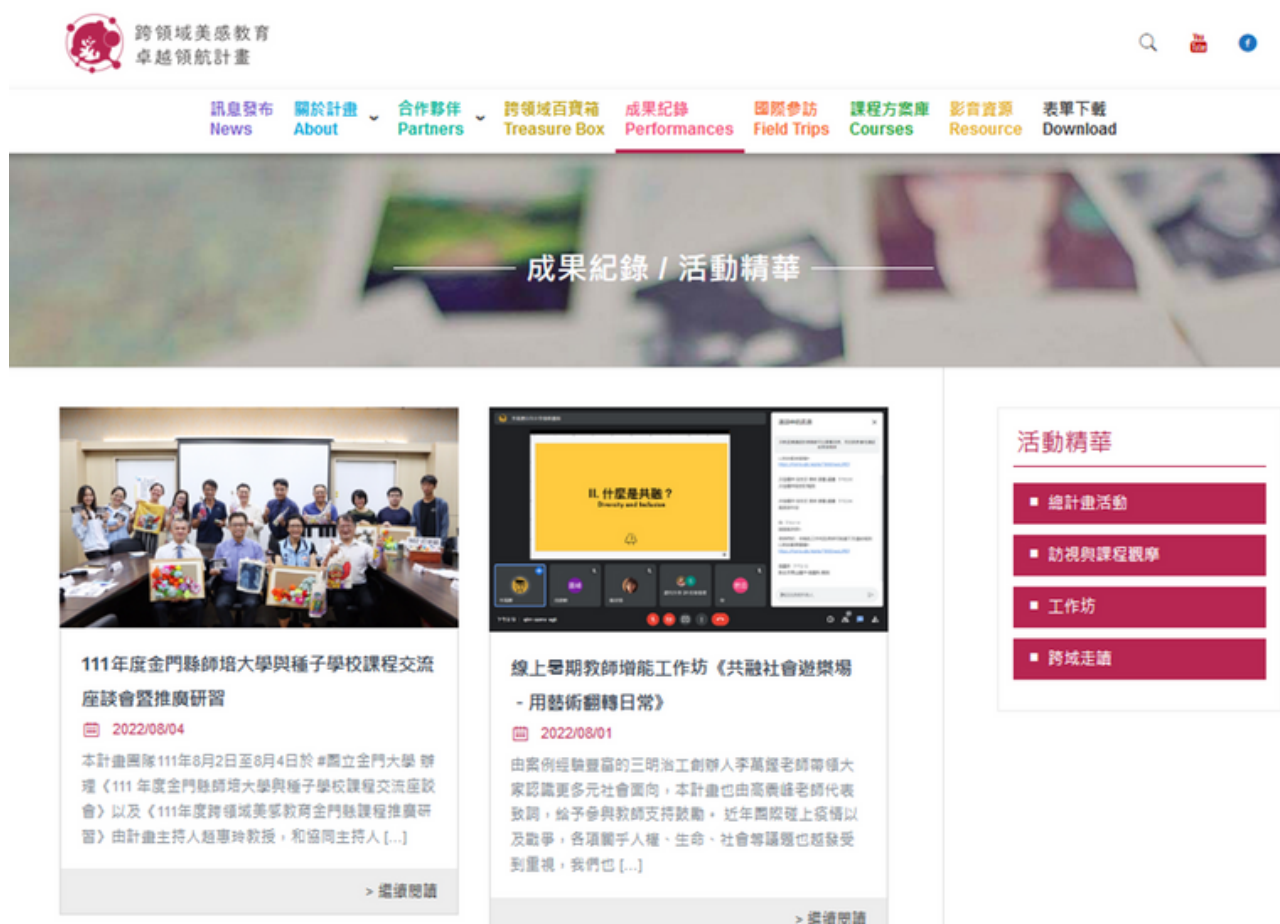 跨領域美感教育
卓越領航計畫
You
Tube
f
訊息發布
News
關於計畫
About
合作夥伴
Partners
跨領域百寶箱
Treasure Box
成果紀錄
Performances
國際參訪
Field Trips
課程方案庫
Courses
影音資源
Resource
表單下載
Download
成果紀錄 / 活動精華
II. 什麼是共融？
Diversity and Inclusion
111年度金門縣師培大學與種子學校課程交流
座談會暨推廣研習
2022/08/04
本計畫團隊111年8月2日至8月4日於 #國立金門大學 辦
理《111 年度金門縣師培大學與種子學校課程交流座談
會》以及《111年度跨領域美感教育金門縣課程推廣研
習》由計畫主持人趙惠玲教授，和協同主持人 [...]
> 繼續閱讀
線上暑期教師增能工作坊《共融社會遊樂場
- 用藝術翻轉日常》
2022/08/01
由案例經驗豐富的三明治工創辦人李萬鏗老師帶領大
家認識更多元社會面向，本計畫也由高義峰老師代表
致詞，給予參與教師支持鼓勵。 近年國際碰上疫情以
及戰爭，各項關乎人權、生命、社會等議題也越發受
到重視，我們也 [...]
> 繼續閱讀
活動精華
總計畫活動
訪視與課程觀摩
工作坊
跨域走讀